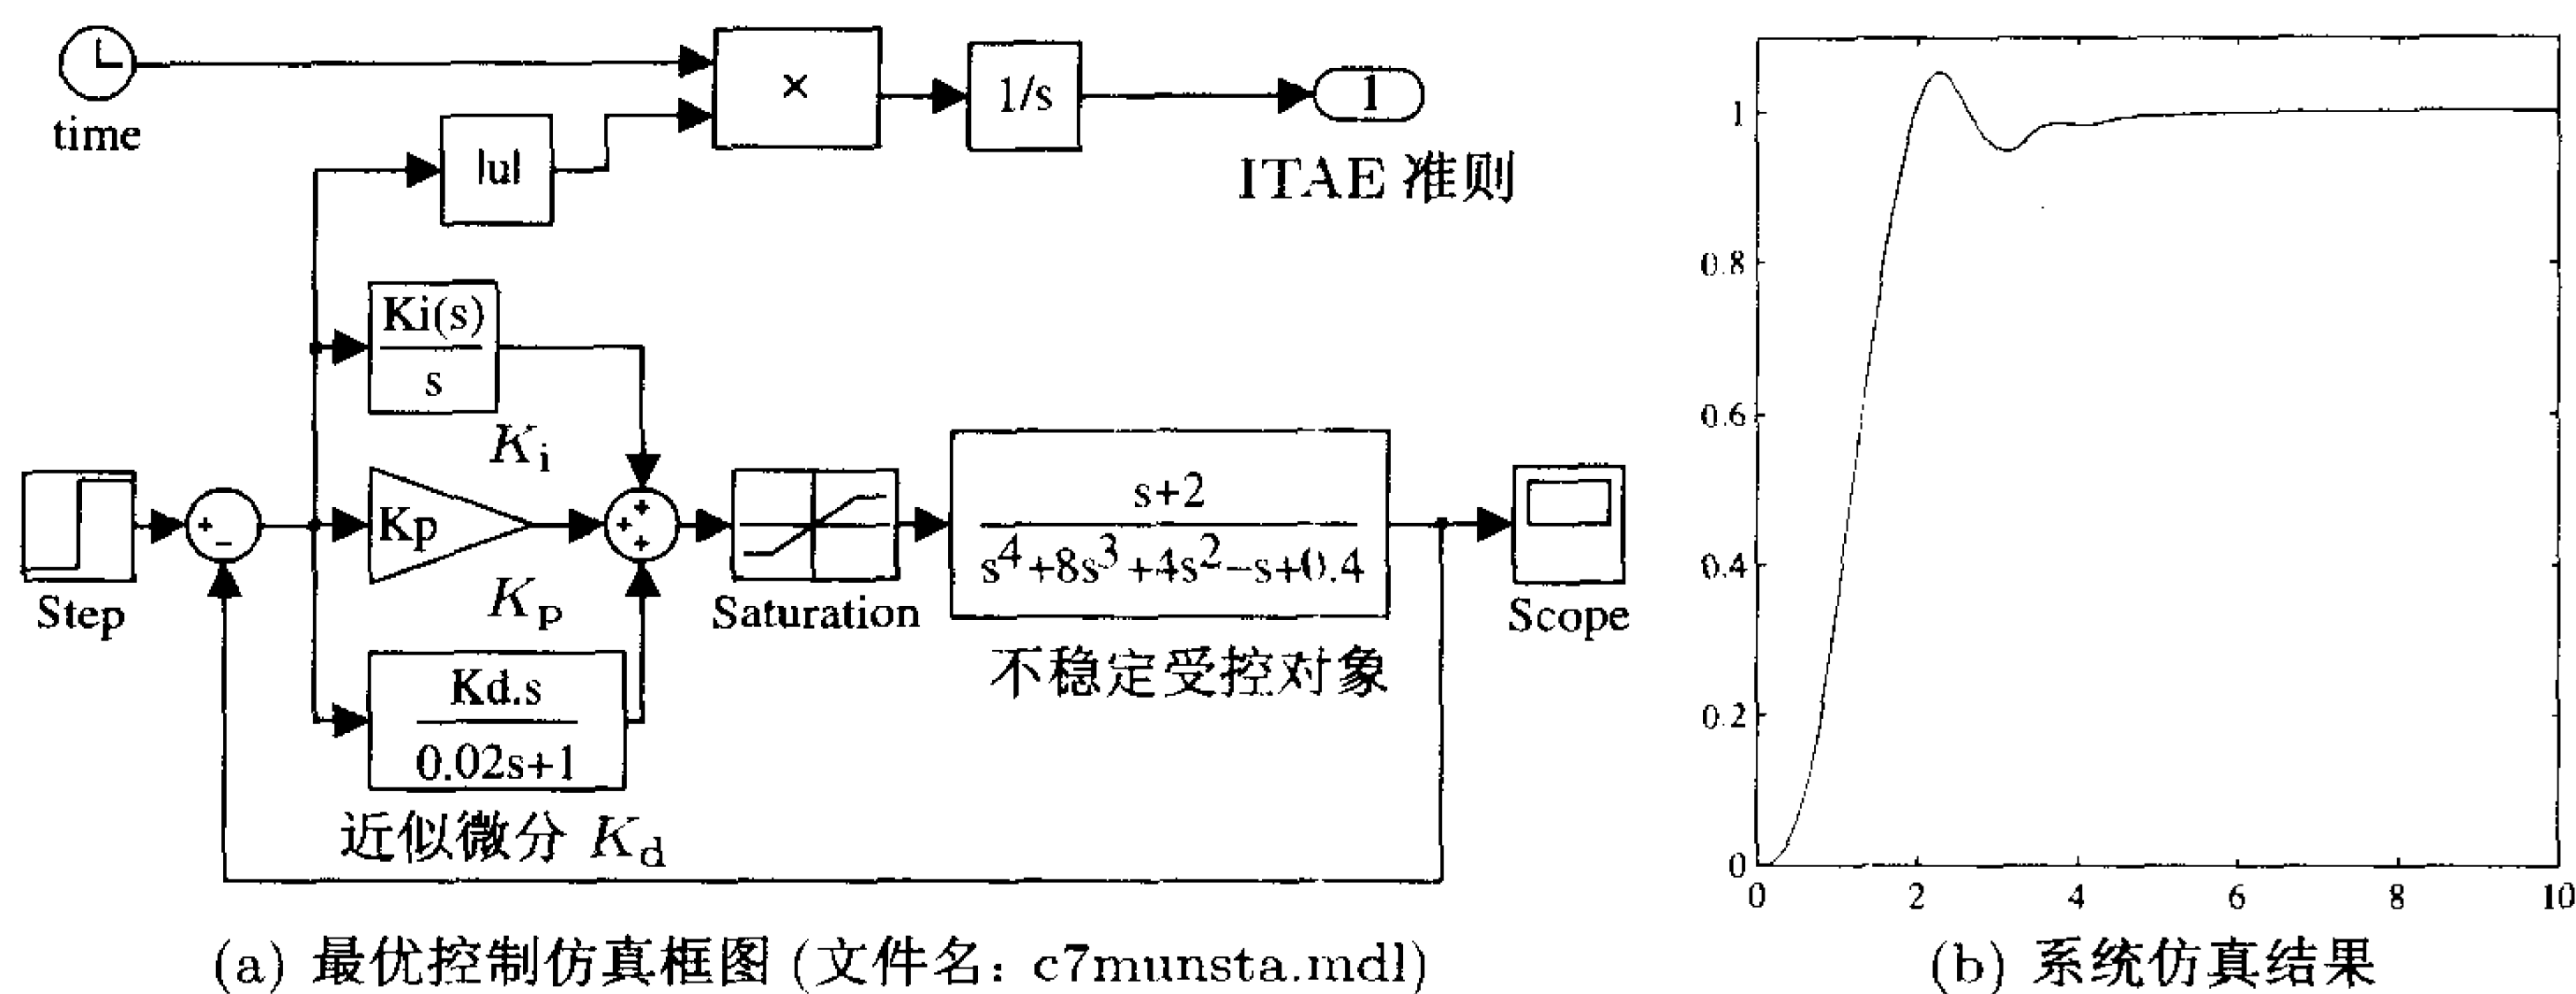 time
×
1/s
1
ITAE 准则
|u|
Ki(s)
s
Ki
Step
+
−
Kp
Kp
+
+
+
Saturation
s+2
s4+8s3+4s2−s+0.4
不稳定受控对象
Scope
Kd.s
0.02s+1
近似微分 Kd
(a) 最优控制仿真框图 (文件名: c7munsta.mdl)
1
0.8
0.6
0.4
0.2
0
0 2 4 6 8 10
(b) 系统仿真结果